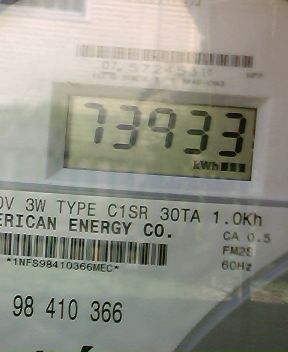 73933
kWh
0V 3W TYPE C1SR 30TA 1.0Kh
ERICAN ENERGY CO.
CA 0.5
FM2S
*1NFS98410366MEC*
60Hz
98 410 366